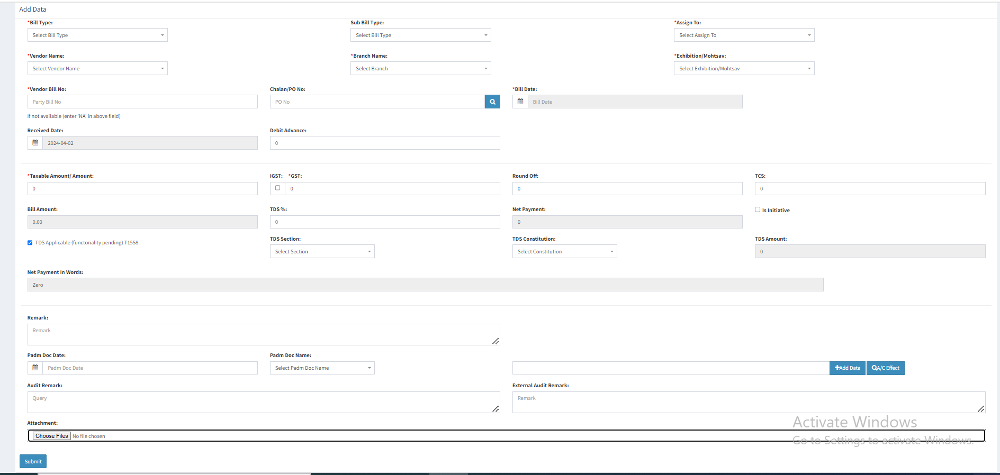 Add Data
*Bill Type: Sub Bill Type: *Assign To:
Select Bill Type Select Bill Type Select Assign To
*Vendor Name: *Branch Name: *Exhibition/Mohtsav:
Select Vendor Name Select Branch Select Exhibition/Mohtsav
*Vendor Bill No: Chalan/PO No: *Bill Date:
Party Bill No PO No Bill Date
If not available (enter 'NA' in above field)
Received Date: Debit Advance:
2024-04-02 0
*Taxable Amount/ Amount: IGST: *GST: Round Off: TCS:
0 0 0 0
Bill Amount: TDS %: Net Payment:
Is Initiative
0.00 0 0
TDS Section: TDS Constitution: TDS Amount:
TDS Applicable (functonality pending) T1558
Select Section Select Constitution 0
Net Payment In Words:
Zero
Remark:
Remark
Padm Doc Date: Padm Doc Name:
Padm Doc Date Select Padm Doc Name Add Data A/C Effect
Audit Remark: External Audit Remark:
Query Remark
Attachment:
Activate Windows
Choose Files No file chosen
Go to Settings to activate Windows.
Submit